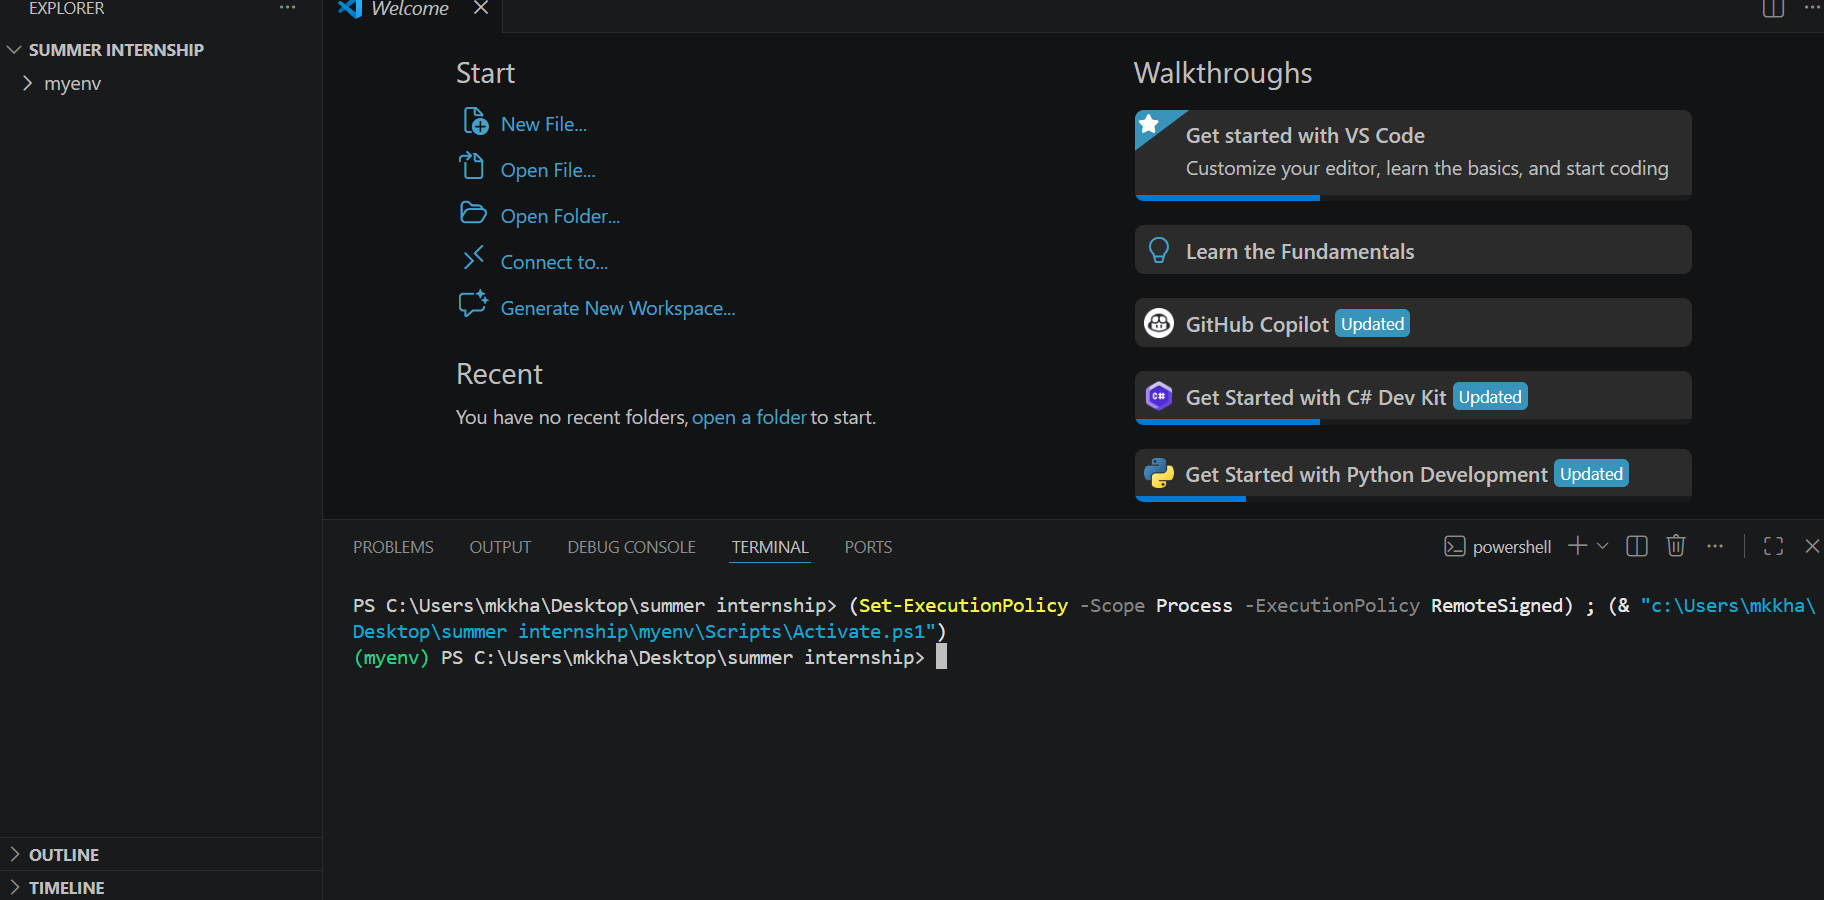 EXPLORER
SUMMER INTERNSHIP
myenv
OUTLINE
TIMELINE
Welcome
Start
New File...
Open File...
Open Folder...
Connect to...
Generate New Workspace...
Recent
You have no recent folders, open a folder to start.
Walkthroughs
Get started with VS Code
Customize your editor, learn the basics, and start coding
Learn the Fundamentals
GitHub Copilot Updated
Get Started with C# Dev Kit Updated
Get Started with Python Development Updated
PROBLEMS OUTPUT DEBUG CONSOLE TERMINAL PORTS
powershell
PS C:\Users\mkkha\Desktop\summer internship> (Set-ExecutionPolicy -Scope Process -ExecutionPolicy RemoteSigned) ; (& "c:\Users\mkkha\
Desktop\summer internship\myenv\Scripts\Activate.ps1")
(myenv) PS C:\Users\mkkha\Desktop\summer internship>